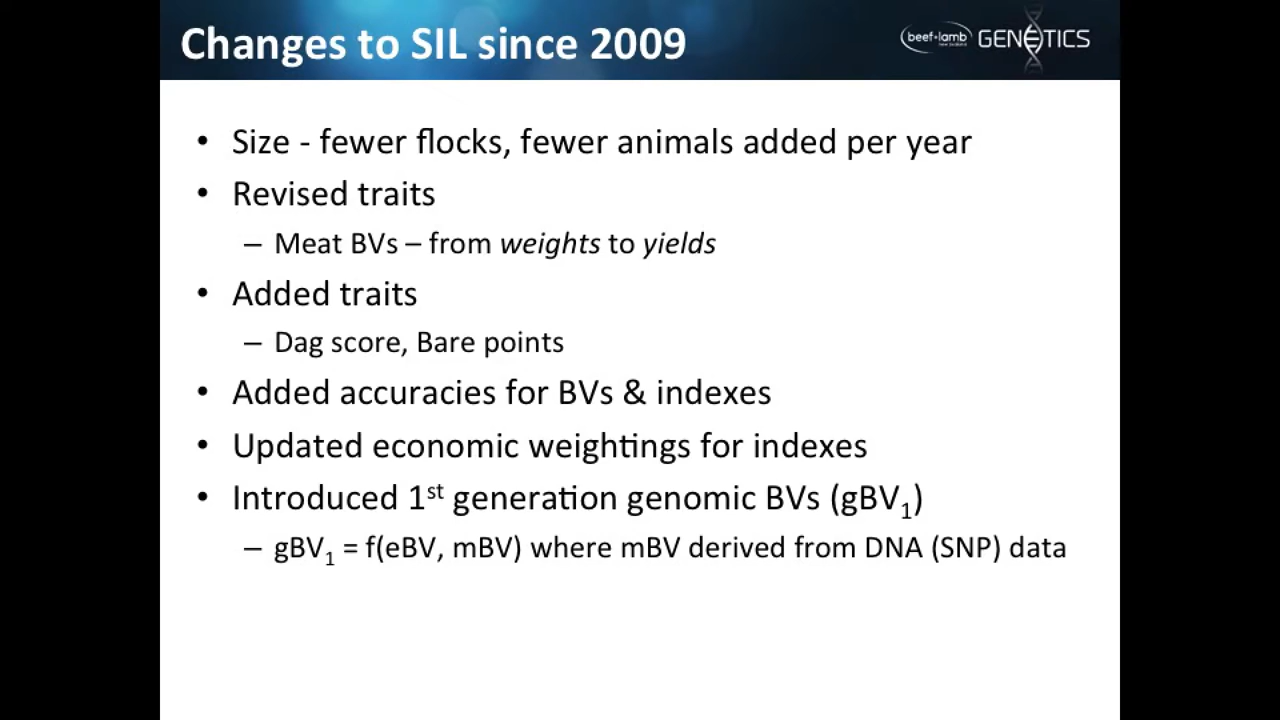 Changes to SIL since 2009
beef+lamb
new zealand
GENETICS
• Size - fewer flocks, fewer animals added per year
• Revised traits
– Meat BVs – from weights to yields
• Added traits
– Dag score, Bare points
• Added accuracies for BVs & indexes
• Updated economic weightings for indexes
• Introduced 1st generation genomic BVs (gBV1)
– gBV1 = f(eBV, mBV) where mBV derived from DNA (SNP) data